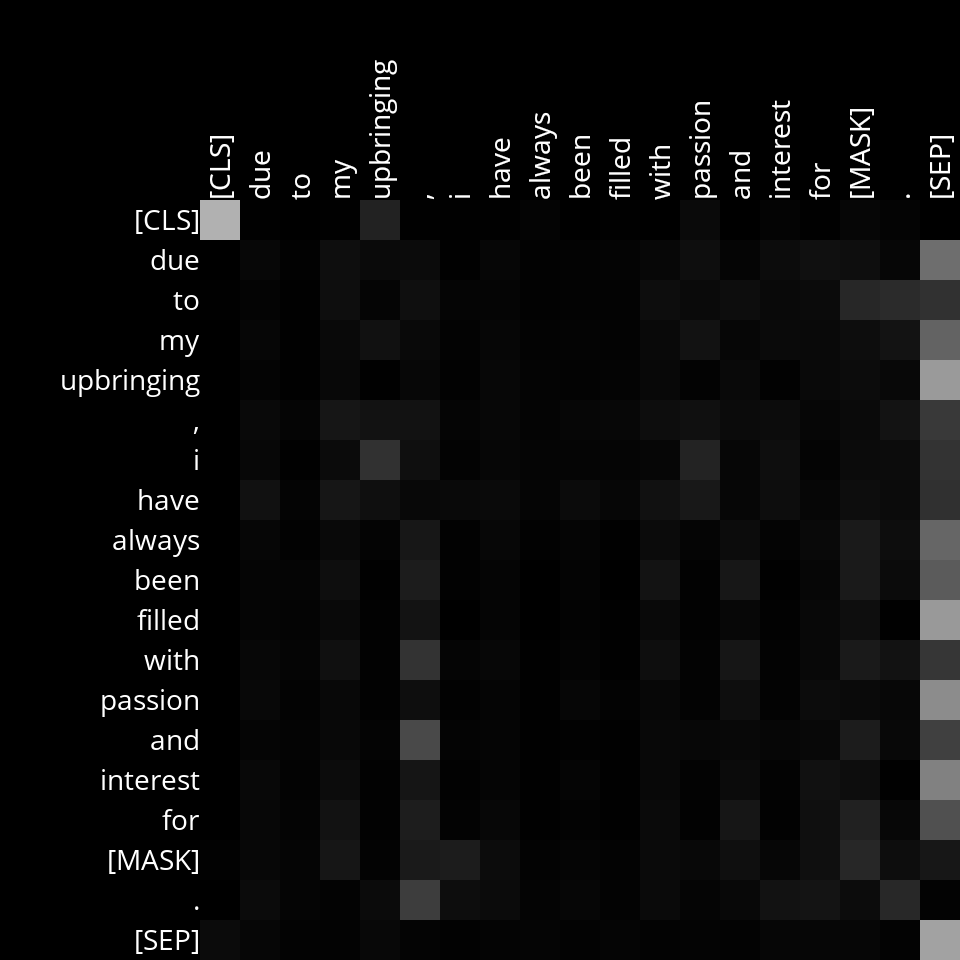 [CLS] due to my upbringing , i have always been filled with passion and interest for [MASK] . [SEP]
[CLS]
due
to
my
upbringing
,
i
have
always
been
filled
with
passion
and
interest
for
[MASK]
.
[SEP]